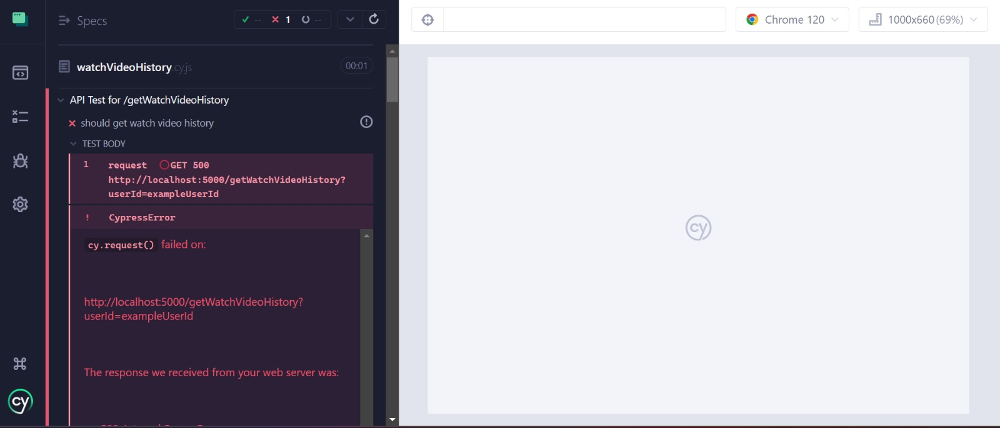 Specs
-- 1 --
watchVideoHistory.cy.js
00:01
API Test for /getWatchVideoHistory
should get watch video history
TEST BODY
1 request GET 500
http://localhost:5000/getWatchVideoHistory?
userId=exampleUserId
! CypressError
cy.request() failed on:
http://localhost:5000/getWatchVideoHistory?
userId=exampleUserId
The response we received from your web server was:
cy
Chrome 120
1000x660 (69%)
cy